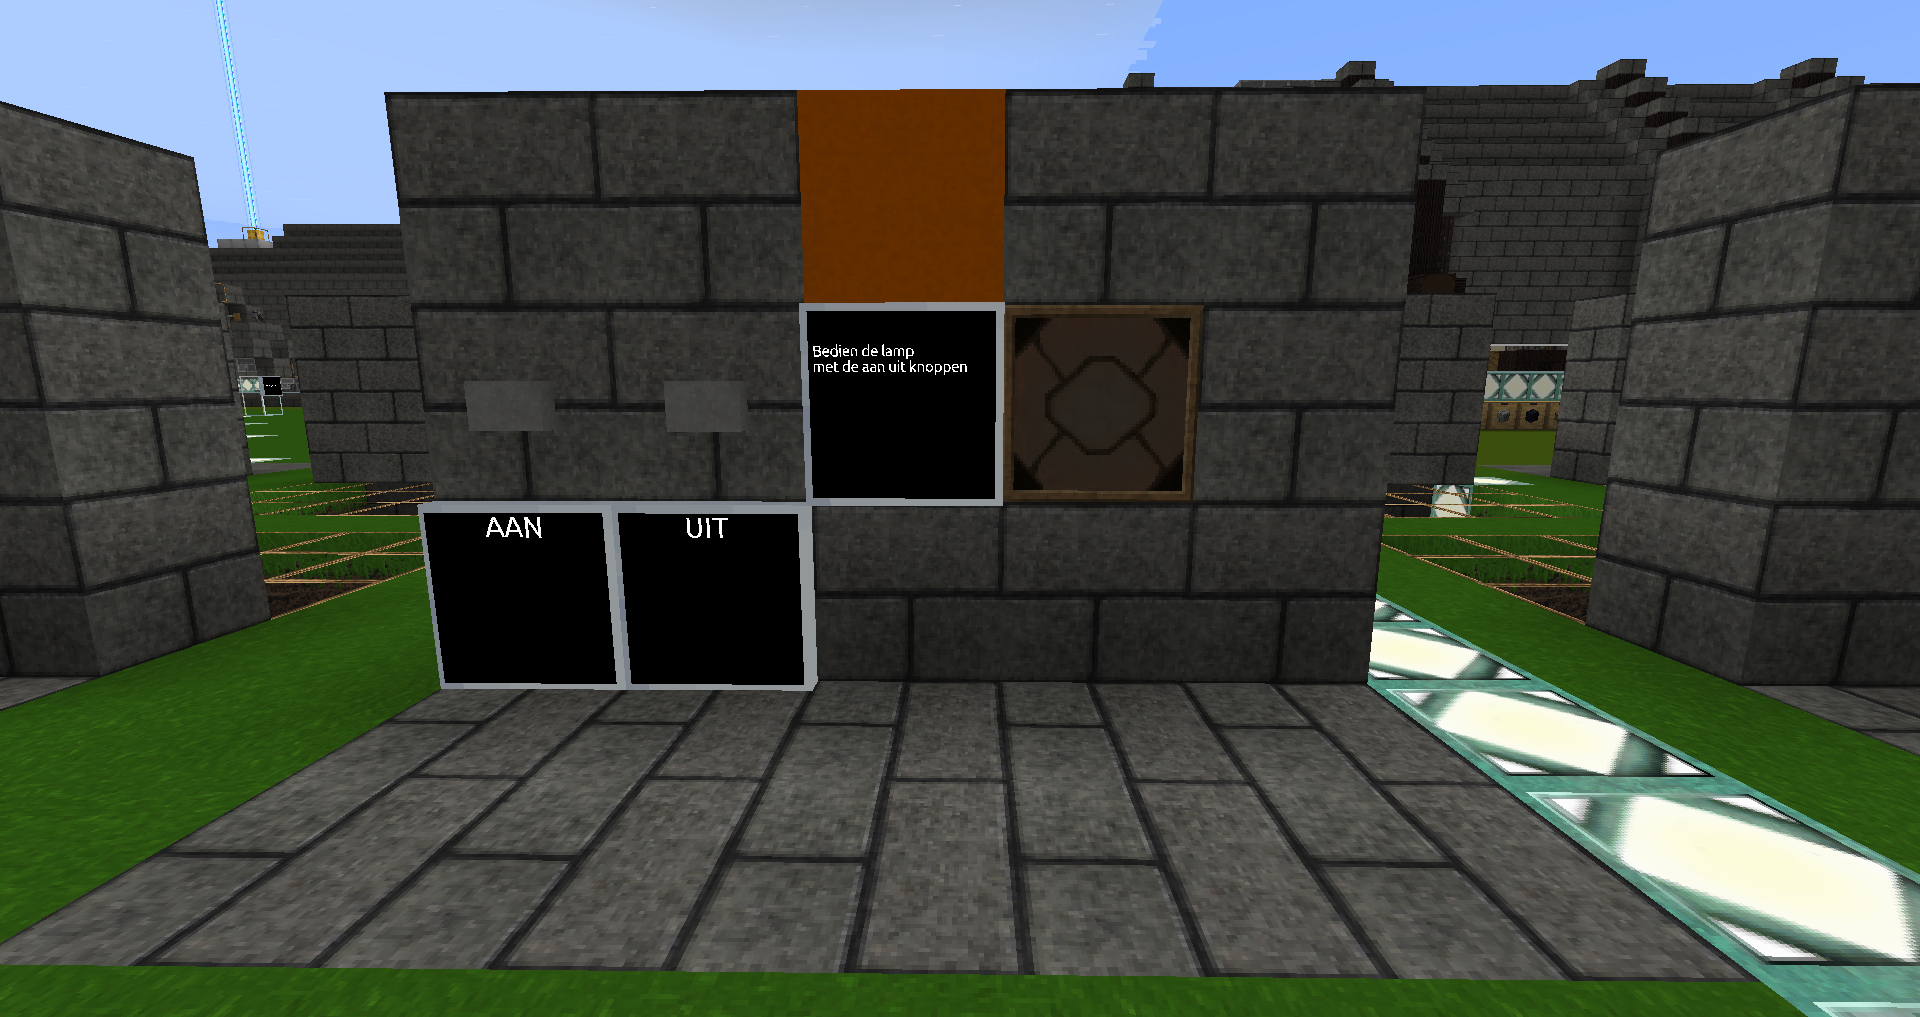 Bedien de lamp
met de aan uit knoppen
AAN
UIT